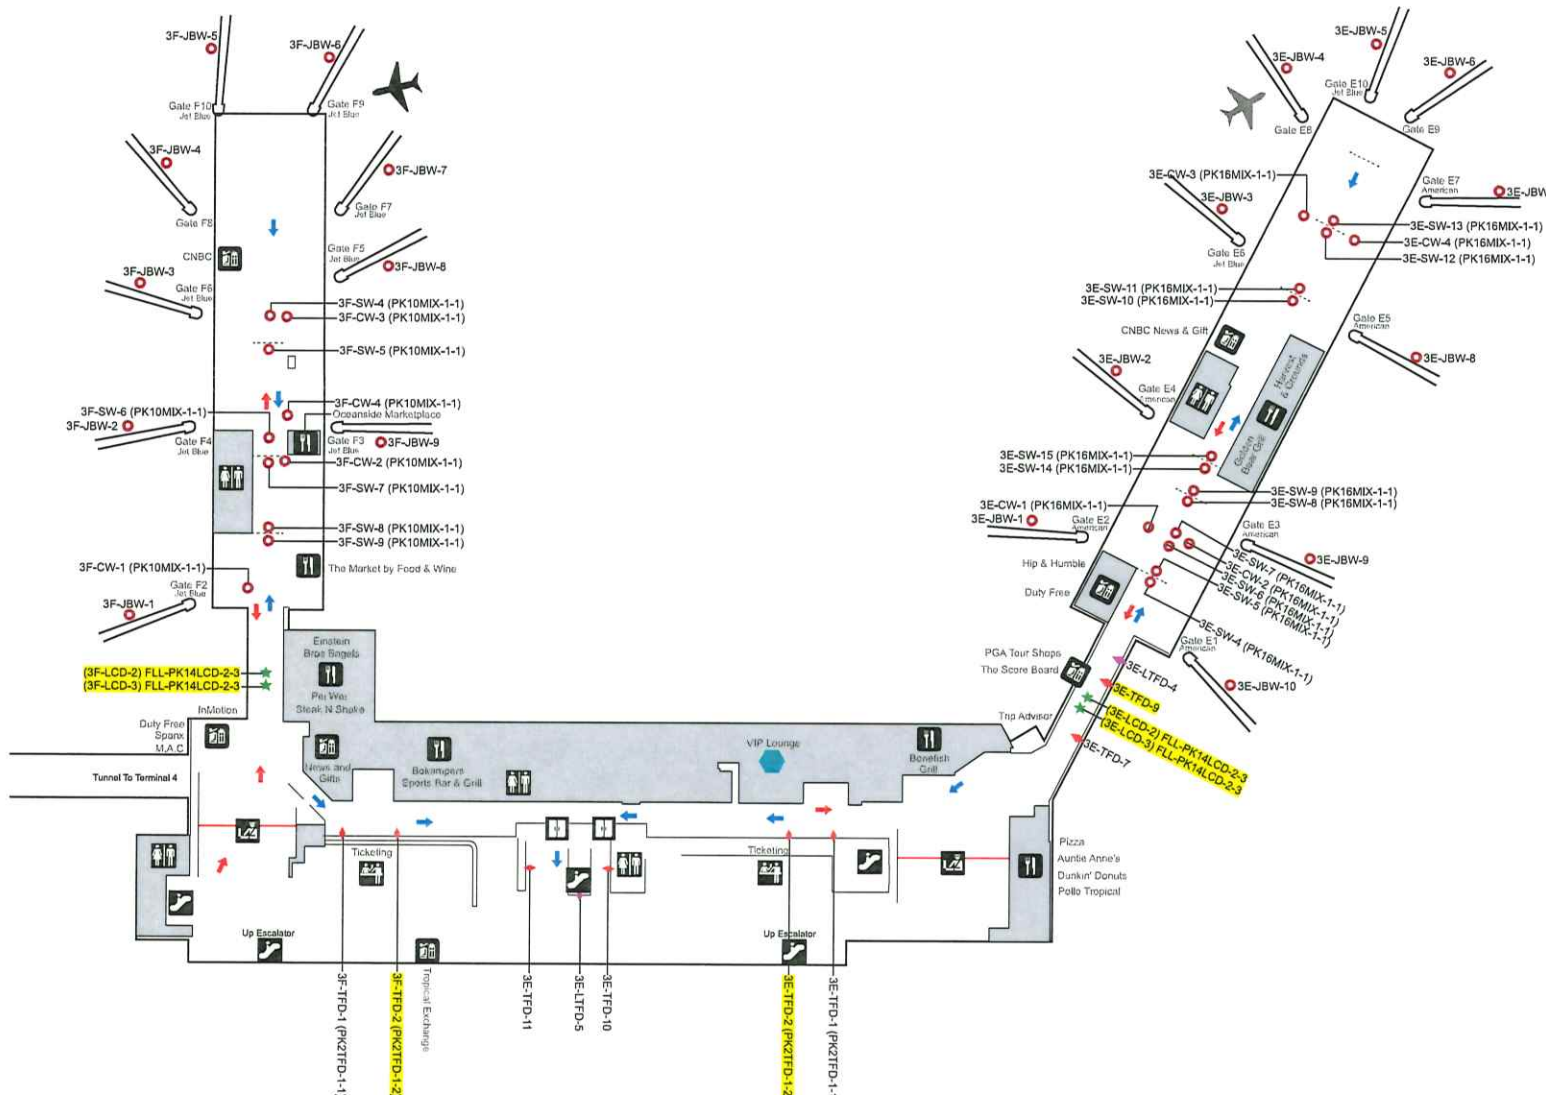 3F-JBW-5
3F-JBW-6
Gate F10
Jet Blue
Gate F9
Jet Blue
3F-JBW-4
3F-JBW-7
Gate F8
Gate F7
Jet Blue
CNBC
Gate F5
Jet Blue
3F-JBW-8
3F-JBW-3
Gate F6
Jet Blue
3F-SW-4 (PK10MIX-1-1)
3F-CW-3 (PK10MIX-1-1)
3F-SW-5 (PK10MIX-1-1)
3F-CW-4 (PK10MIX-1-1)
Oceanside Marketplace
3F-SW-6 (PK10MIX-1-1)
3F-JBW-2
Gate F4
Jet Blue
Gate F3
Jet Blue
3F-JBW-9
3F-CW-2 (PK10MIX-1-1)
3F-SW-7 (PK10MIX-1-1)
3F-SW-8 (PK10MIX-1-1)
3F-SW-9 (PK10MIX-1-1)
The Market by Food & Wine
3F-CW-1 (PK10MIX-1-1)
Gate F2
Jet Blue
3F-JBW-1
Einstein
Bros Bagels
Pei Wei
Steak N Shake
(3F-LCD-2) FLL-PK14LCD-2-3
(3F-LCD-3) FLL-PK14LCD-2-3
InMotion
Duty Free
Spanx
M.A.C
Tunnel To Terminal 4
News and
Gifts
Bokampers
Sports Bar & Grill
VIP Lounge
Bonefish
Grill
Ticketing
Ticketing
Up Escalator
Up Escalator
3F-TFD-1 (PK2TFD-1-1)
3F-TFD-2 (PK2TFD-1-2)
Tropical Exchange
3E-TFD-11
3E-LTFD-5
3E-TFD-10
3E-TFD-2 (PK2TFD-1-2
3E-TFD-1 (PK2TFD-1-
Pizza
Auntie Anne's
Dunkin' Donuts
Pollo Tropical
3E-JBW-5
3E-JBW-4
3E-JBW-6
Gate E10
Jet Blue
Gate E8
Gate E9
3E-CW-3 (PK16MIX-1-1)
3E-JBW-3
Gate E7
American
3E-JBW
3E-SW-13 (PK16MIX-1-1)
3E-CW-4 (PK16MIX-1-1)
3E-SW-12 (PK16MIX-1-1)
Gate E6
Jet Blue
3E-SW-11 (PK16MIX-1-1)
3E-SW-10 (PK16MIX-1-1)
CNBC News & Gift
Gate E5
American
3E-JBW-8
3E-JBW-2
Gate E4
American
Harvest
& Grounds
Golden
Bear Grill
3E-SW-15 (PK16MIX-1-1)
3E-SW-14 (PK16MIX-1-1)
3E-SW-9 (PK16MIX-1-1)
3E-SW-8 (PK16MIX-1-1)
3E-CW-1 (PK16MIX-1-1)
3E-JBW-1
Gate E2
American
Gate E3
American
3E-JBW-9
3E-SW-7 (PK16MIX-1-1)
3E-CW-2 (PK16MIX-1-1)
3E-SW-6 (PK16MIX-1-1)
3E-SW-5 (PK16MIX-1-1)
3E-SW-4 (PK16MIX-1-1)
Hip & Humble
Duty Free
Gate E1
American
3E-JBW-10
PGA Tour Shops
The Score Board
3E-LTFD-4
3E-TFD-9
(3E-LCD-2) FLL-PK14LCD-2-3
(3E-LCD-3) FLL-PK14LCD-2-3
3E-TFD-7
Trip Advisor